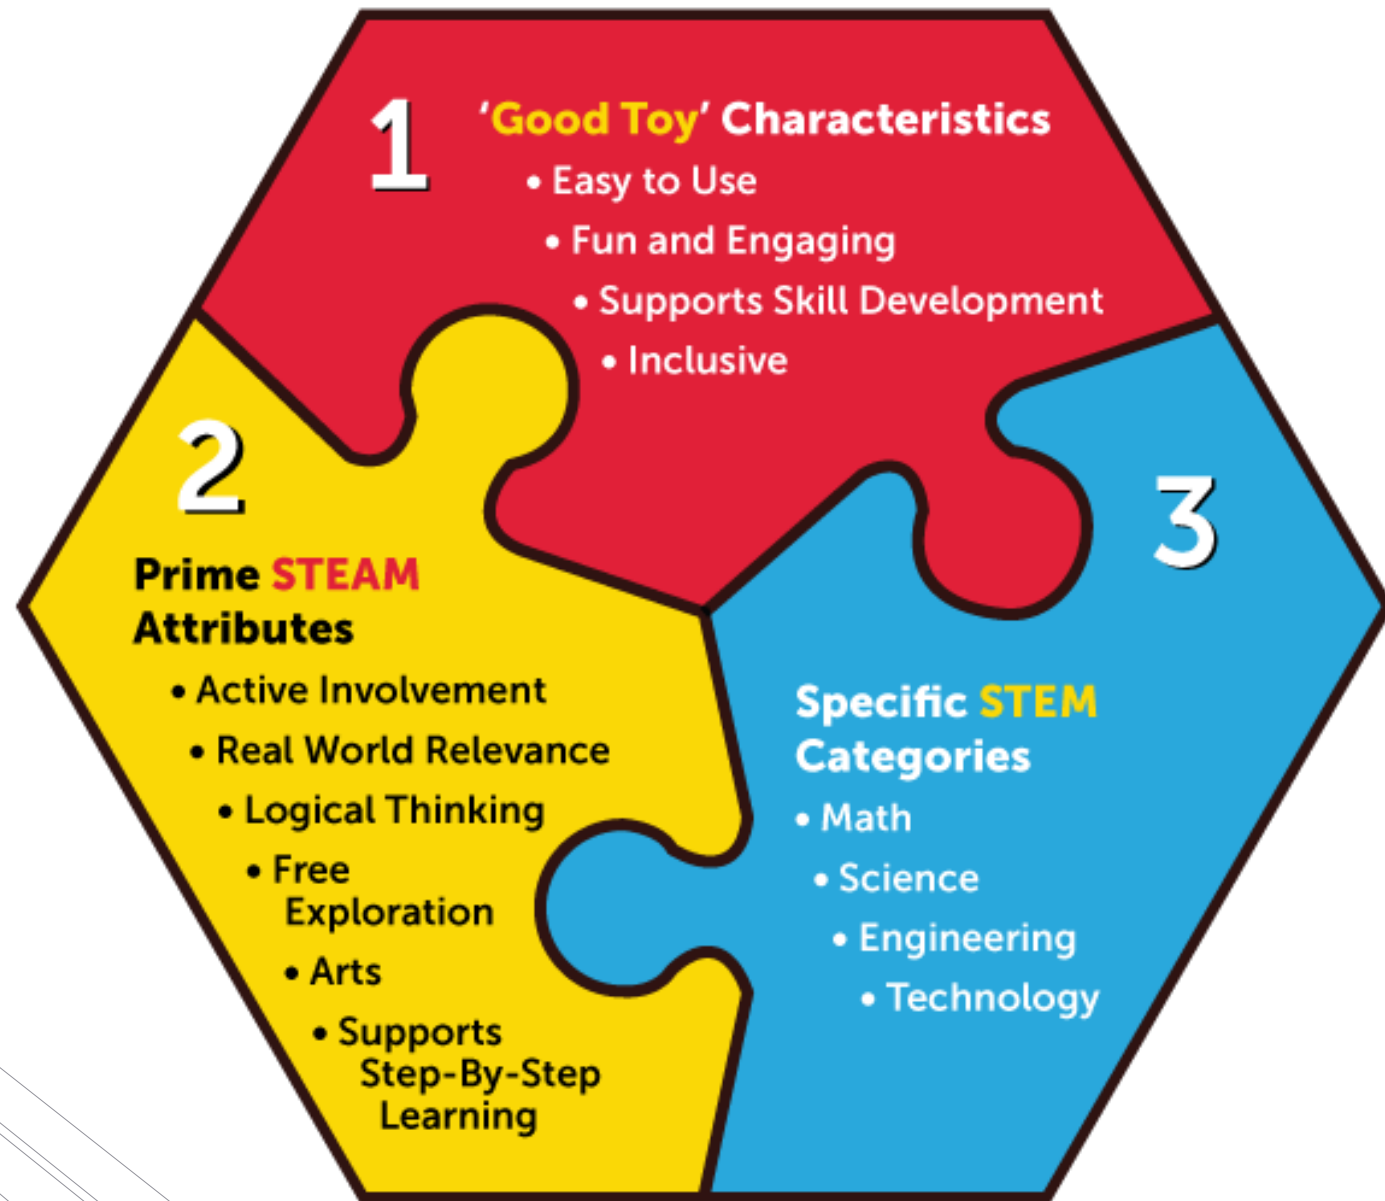 1
‘Good Toy’ Characteristics
• Easy to Use
• Fun and Engaging
• Supports Skill Development
• Inclusive
2
Prime STEAM
Attributes
• Active Involvement
• Real World Relevance
• Logical Thinking
• Free
Exploration
• Arts
• Supports
Step-By-Step
Learning
3
Specific STEM
Categories
• Math
• Science
• Engineering
• Technology